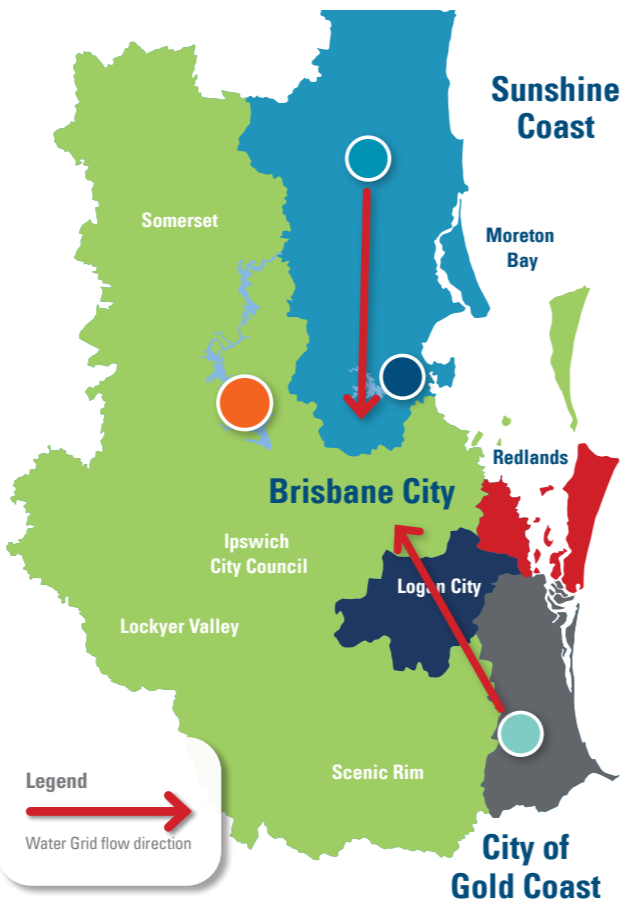 Sunshine
Coast
Somerset
Moreton
Bay
Redlands
Brisbane City
Ipswich
City Council
Logan City
Lockyer Valley
Scenic Rim
Legend
Water Grid flow direction
City of
Gold Coast